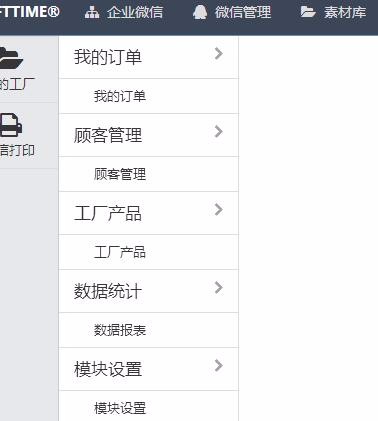 FTTIME® 企业微信 微信管理 素材库
的工厂
信打印
我的订单
我的订单
顾客管理
顾客管理
工厂产品
工厂产品
数据统计
数据报表
模块设置
模块设置